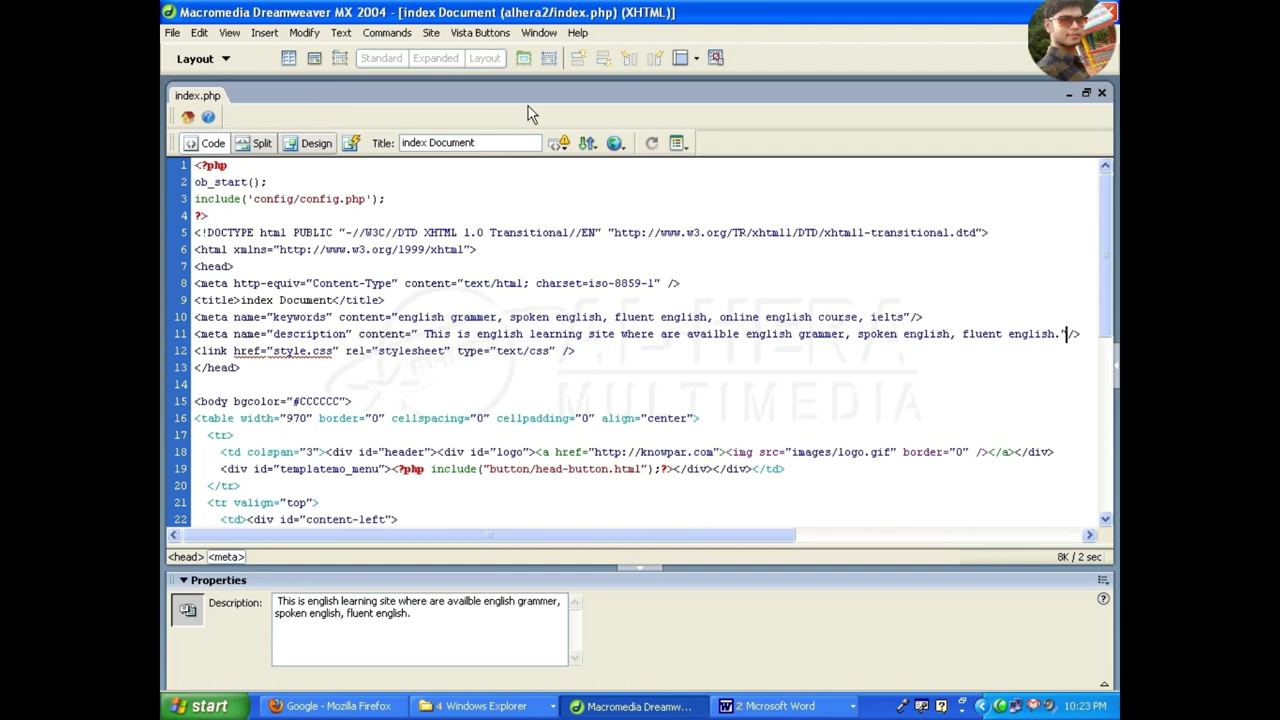 Macromedia Dreamweaver MX 2004 - [index Document (alhera2/index.php) (XHTML)]
File Edit View Insert Modify Text Commands Site Vista Buttons Window Help
Layout Standard Expanded Layout
index.php
Code Split Design Title: index Document
1 <?php
2 ob_start();
3 include('config/config.php');
4 ?>
5 <!DOCTYPE html PUBLIC "-//W3C//DTD XHTML 1.0 Transitional//EN" "http://www.w3.org/TR/xhtml1/DTD/xhtml1-transitional.dtd">
6 <html xmlns="http://www.w3.org/1999/xhtml">
7 <head>
8 <meta http-equiv="Content-Type" content="text/html; charset=iso-8859-1" />
9 <title>index Document</title>
10 <meta name="keywords" content="english grammer, spoken english, fluent english, online english course, ielts"/>
11 <meta name="description" content=" This is english learning site where are availble english grammer, spoken english, fluent english."/>
12 <link href="style.css" rel="stylesheet" type="text/css" />
13 </head>
14
15 <body bgcolor="#CCCCCC">
16 <table width="970" border="0" cellspacing="0" cellpadding="0" align="center">
17 <tr>
18 <td colspan="3"><div id="header"><div id="logo"><a href="http://knowpar.com"><img src="images/logo.gif" border="0" /></a></div>
19 <div id="templatemo_menu"><?php include("button/head-button.html");?></div></div></td>
20 </tr>
21 <tr valign="top">
22 <td><div id="content-left">
MULTIMEDIA
<head> <meta> 8K / 2 sec
Properties
Description: This is english learning site where are availble english grammer,
spoken english, fluent english.
start Google - Mozilla Firefox 4 Windows Explorer Macromedia Dreamw... 2 Microsoft Word 10:23 PM